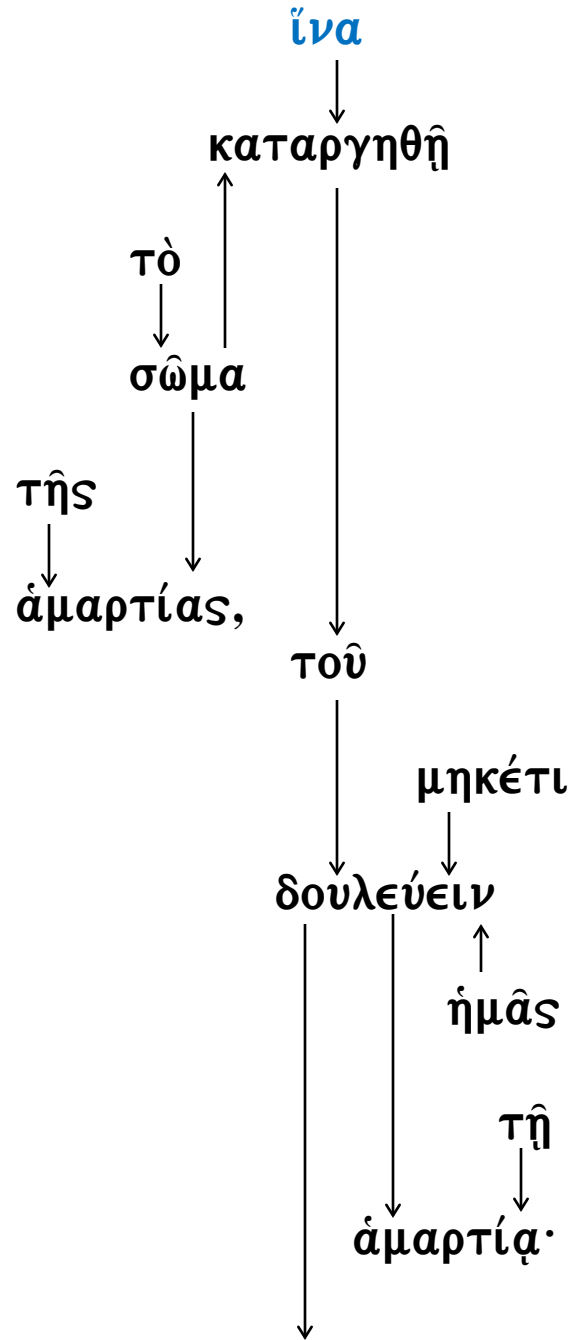 ἵνα
καταργηθῇ
τὸ
σῶμα
τῆς
ἁμαρτίας,
τοῦ
μηκέτι
δουλεύειν
ἡμᾶς
τῇ
ἁμαρτίᾳ·